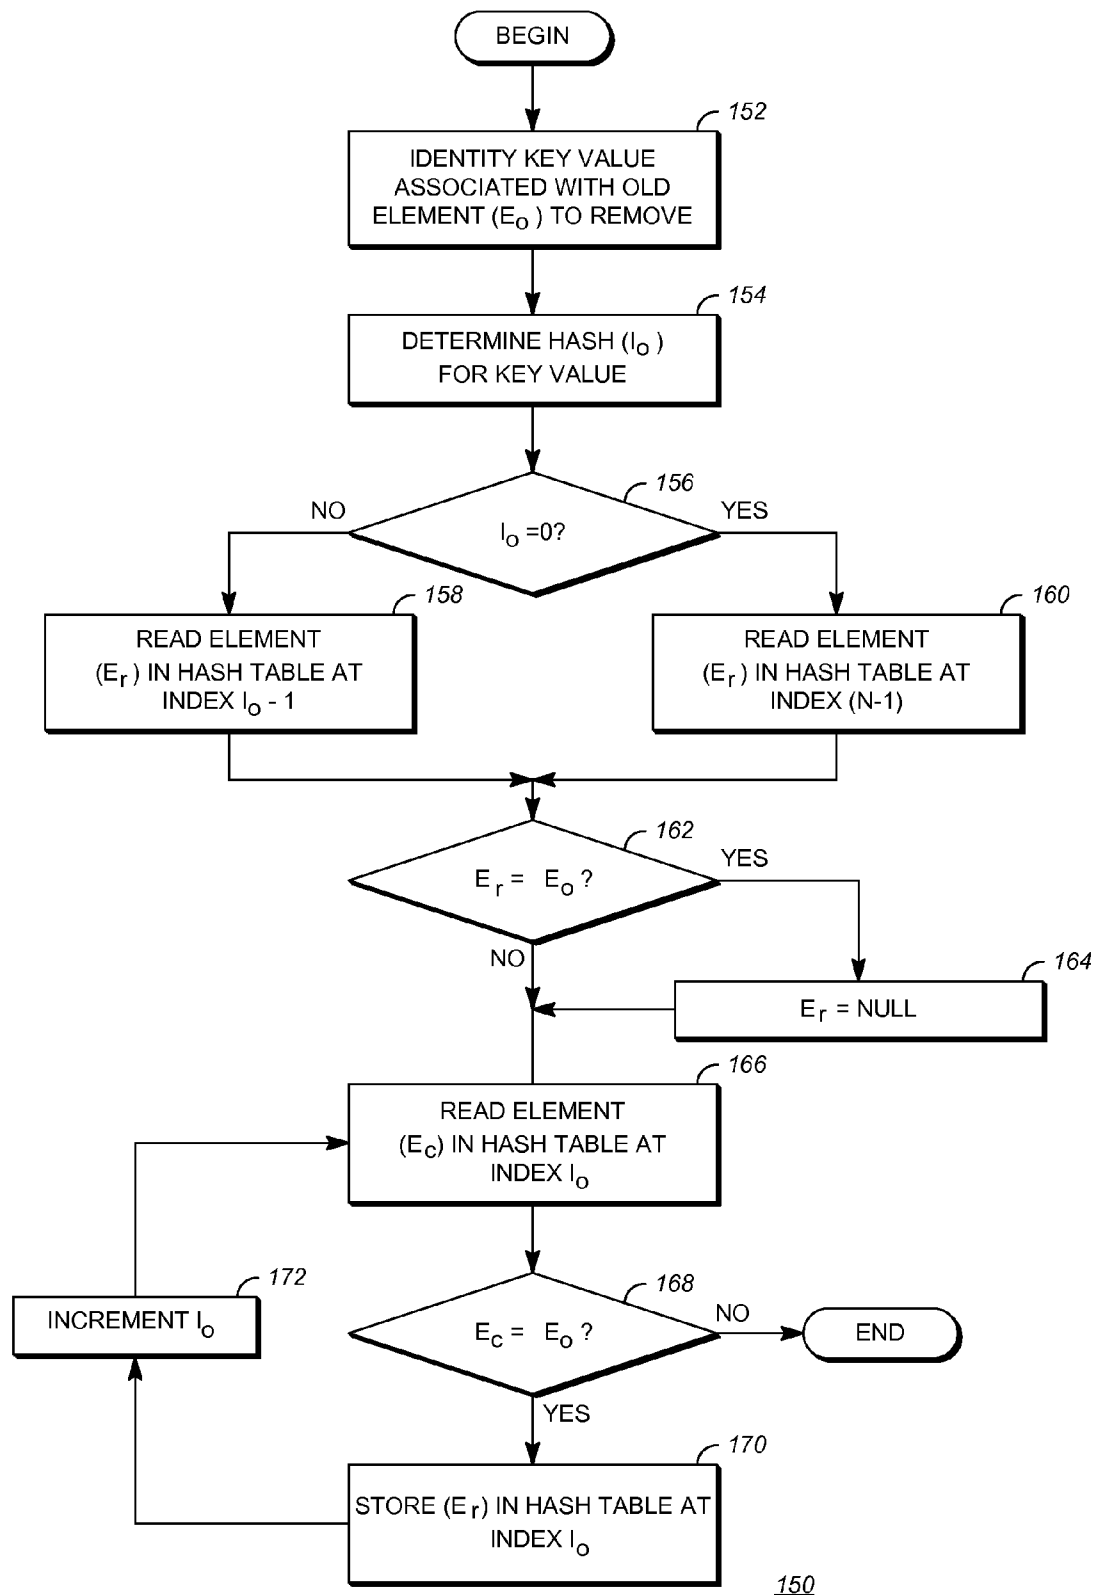 BEGIN
152
IDENTITY KEY VALUE
ASSOCIATED WITH OLD
ELEMENT (Eo) TO REMOVE
154
DETERMINE HASH (Io)
FOR KEY VALUE
156
NO
YES
Io =0?
158
READ ELEMENT
(Er) IN HASH TABLE AT
INDEX Io - 1
160
READ ELEMENT
(Er) IN HASH TABLE AT
INDEX (N-1)
162
YES
Er = Eo ?
NO
164
Er = NULL
166
READ ELEMENT
(Ec) IN HASH TABLE AT
INDEX Io
172
INCREMENT Io
168
NO
Ec = Eo ?
END
YES
170
STORE (Er) IN HASH TABLE AT
INDEX Io
150